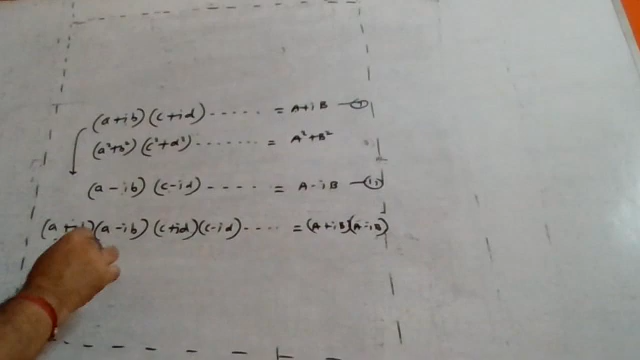 (a+ib)(c+id) ...... = A+iB —(i)
(a²+b²)(c²+d²) ....... = A²+B²
(a-ib)(c-id) ...... = A-iB —(ii)
(a+ib)(a-ib)(c+id)(c-id) ..... = (A+iB)(A-iB)